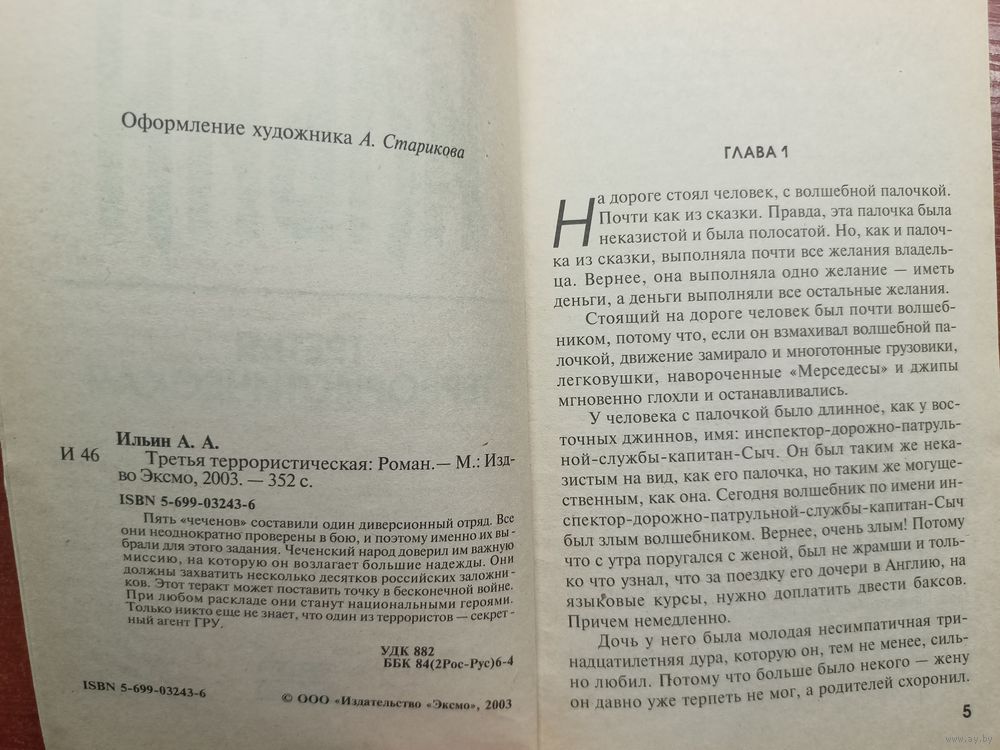 Оформление художника А. Старикова
Ильин А. А.
И 46
Третья террористическая: Роман.— М.: Изд-
во Эксмо, 2003. — 352 с.
ISBN 5-699-03243-6
Пять «чеченов» составили один диверсионный отряд. Все
они неоднократно проверены в бою, и поэтому именно их вы-
брали для этого задания. Чеченский народ доверил им важную
миссию, на которую он возлагает большие надежды. Они
должны захватить несколько десятков российских заложни-
ков. Этот теракт может поставить точку в бесконечной войне.
При любом раскладе они станут национальными героями.
Только никто еще не знает, что один из террористов — секрет-
ный агент ГРУ.
УДК 882
ББК 84(2Рос-Рус)6-4
ISBN 5-699-03243-6
© ООО «Издательство «Эксмо», 2003
ГЛАВА 1
На дороге стоял человек, с волшебной палочкой.
Почти как из сказки. Правда, эта палочка была
неказистой и была полосатой. Но, как и палоч-
ка из сказки, выполняла почти все желания владель-
ца. Вернее, она выполняла одно желание — иметь
деньги, а деньги выполняли все остальные желания.
Стоящий на дороге человек был почти волшеб-
ником, потому что, если он взмахивал волшебной па-
лочкой, движение замирало и многотонные грузовики,
легковушки, навороченные «Мерседесы» и джипы
мгновенно глохли и останавливались.
У человека с палочкой было длинное, как у вос-
точных джиннов, имя: инспектор-дорожно-патруль-
ной-службы-капитан-Сыч. Он был таким же нека-
зистым на вид, как его палочка, но таким же могуще-
ственным, как она. Сегодня волшебник по имени ин-
спектор-дорожно-патрульной-службы-капитан-Сыч
был злым волшебником. Вернее, очень злым! Потому
что с утра поругался с женой, был не жрамши и толь-
ко что узнал, что за поездку его дочери в Англию, на
языковые курсы, нужно доплатить двести баксов.
Причем немедленно.
Дочь у него была молодая несимпатичная три-
надцатилетняя дура, которую он, тем не менее, силь-
но любил. Потому что больше было некого — жену
он давно уже терпеть не мог, а родителей схоронил.
5
www.ay.by